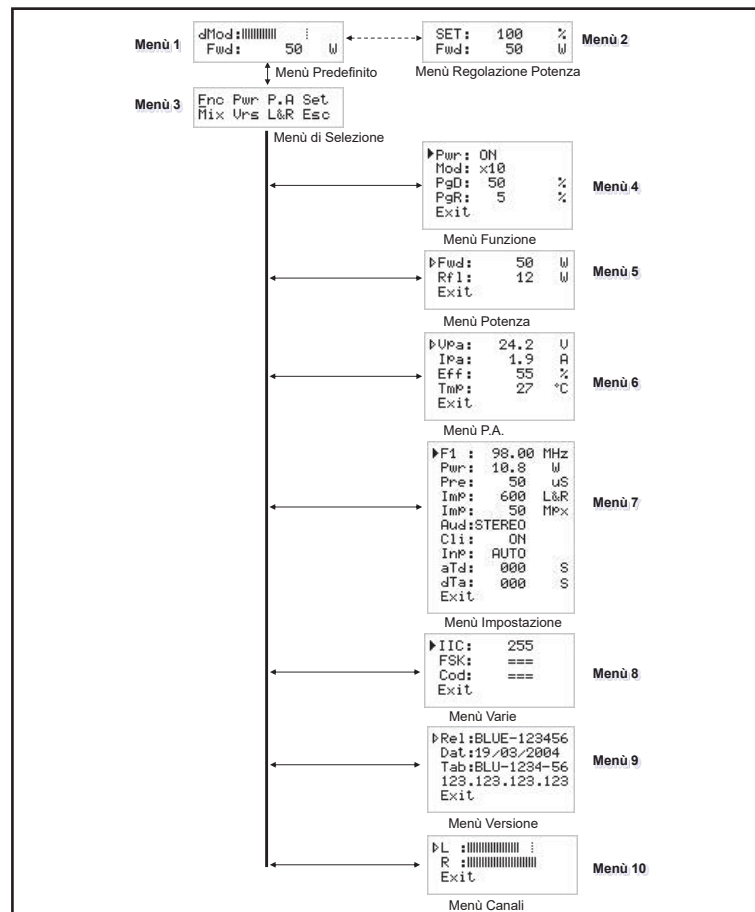 Menù 1
dMod:
Fwd: 50 W
SET: 100 %
Fwd: 50 W
Menù 2
Menù Predefinito
Menù Regolazione Potenza
Menù 3
Fnc Pwr P.A Set
Mix Vrs L&R Esc
Menù di Selezione
Pwr: ON
Mod: x10
PgD: 50 %
PgR: 5 %
Exit
Menù 4
Menù Funzione
Fwd: 50 W
Rfl: 12 W
Exit
Menù 5
Menù Potenza
Vpa: 24.2 V
Ipa: 1.9 A
Eff: 55 %
Tmp: 27 °C
Exit
Menù 6
Menù P.A.
F1 : 98.00 MHz
Pwr: 10.8 W
Pre: 50 uS
Imp: 600 L&R
Imp: 50 Mpx
Aud:STEREO
Cli: ON
Inp: AUTO
aTd: 000 S
dTa: 000 S
Exit
Menù 7
Menù Impostazione
IIC: 255
FSK: ===
Cod: ===
Exit
Menù 8
Menù Varie
Rel:BLUE-123456
Dat:19/03/2004
Tab:BLU-1234-56
123.123.123.123
Exit
Menù 9
Menù Versione
L :
R :
Exit
Menù 10
Menù Canali